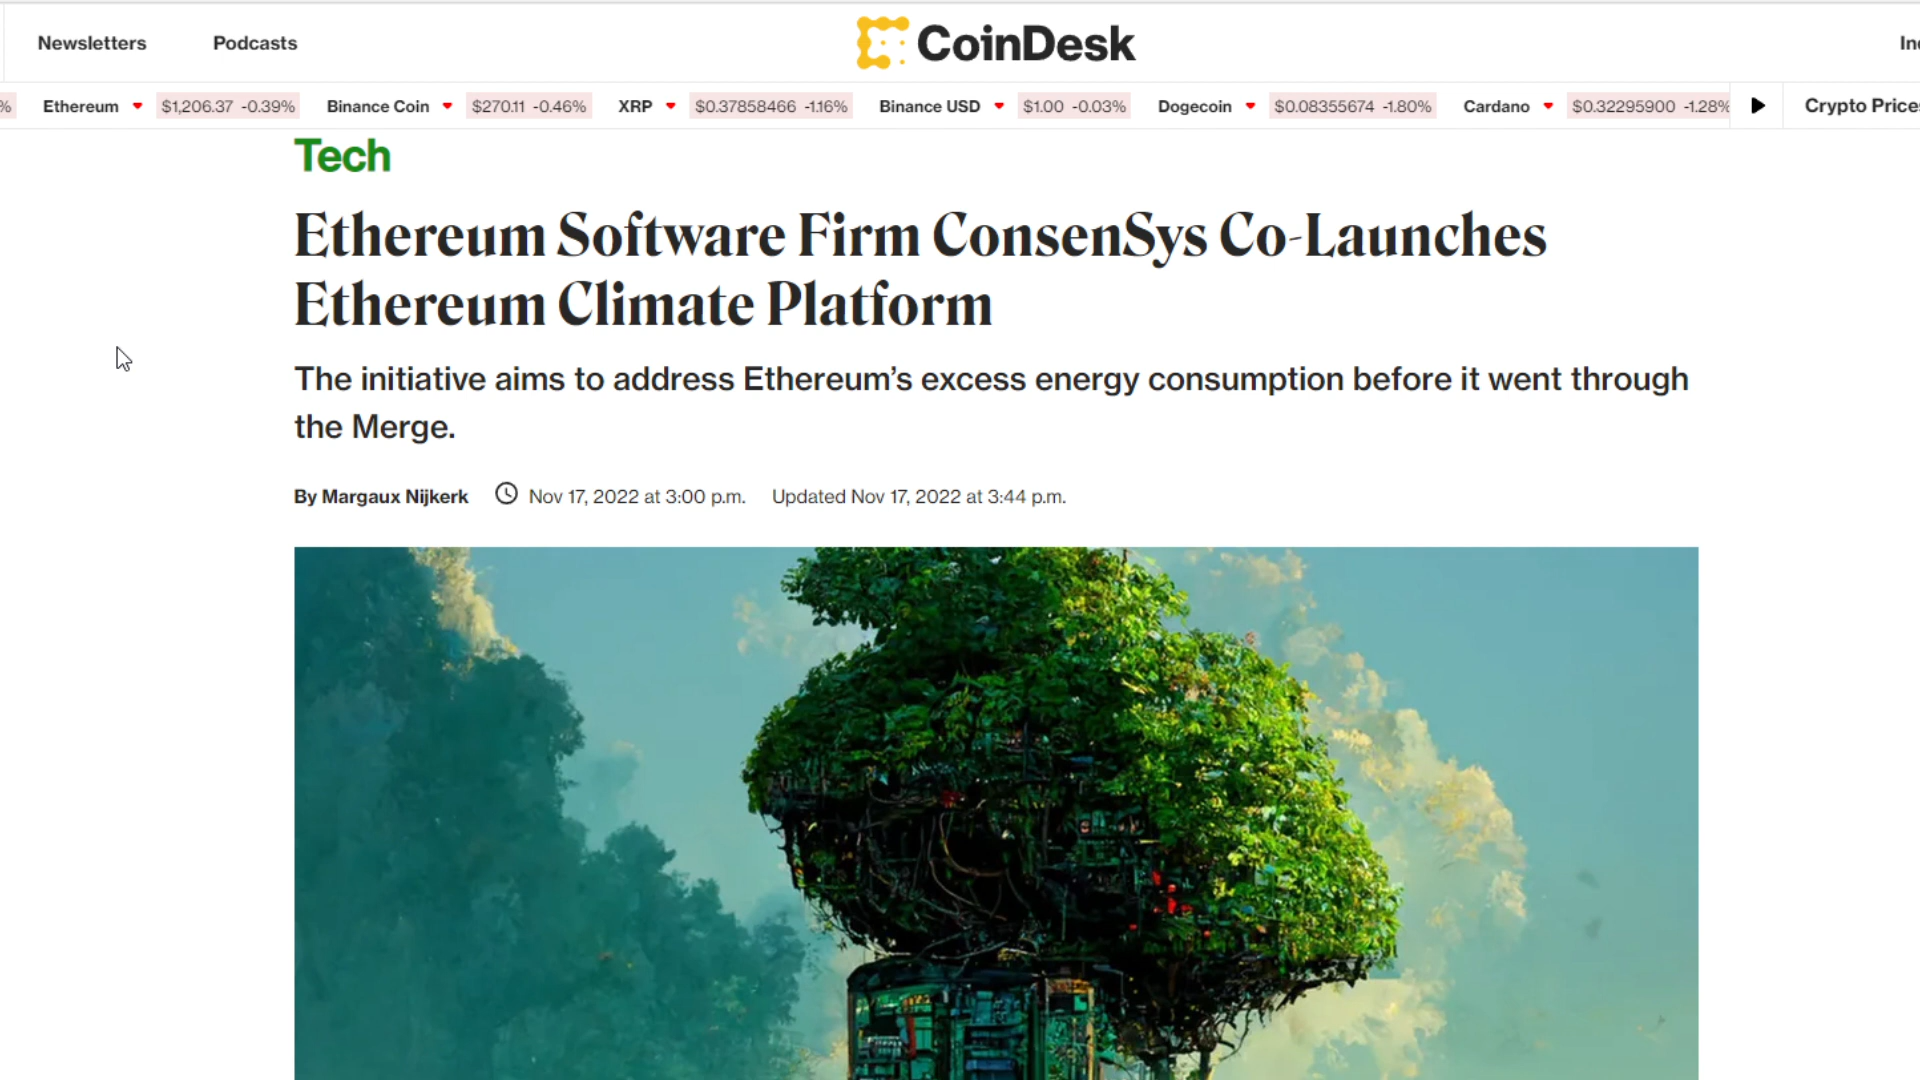 Newsletters Podcasts CoinDesk
% Ethereum $1,206.37 -0.39% Binance Coin $270.11 -0.46% XRP $0.37858466 -1.16% Binance USD $1.00 -0.03% Dogecoin $0.08355674 -1.80% Cardano $0.32295900 -1.28% Crypto Prices
Tech
Ethereum Software Firm ConsenSys Co-Launches
Ethereum Climate Platform
The initiative aims to address Ethereum’s excess energy consumption before it went through
the Merge.
By Margaux Nijkerk Nov 17, 2022 at 3:00 p.m. Updated Nov 17, 2022 at 3:44 p.m.